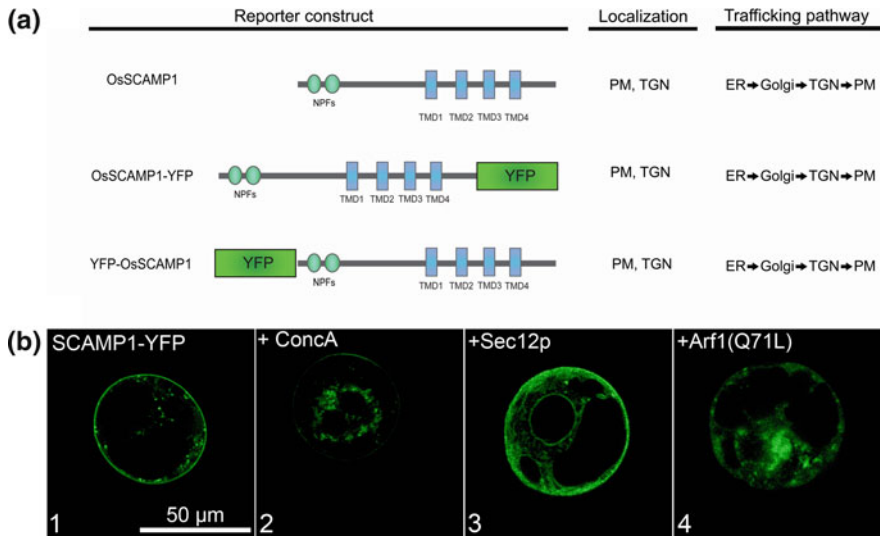 (a)
Reporter construct Localization Trafficking pathway
OsSCAMP1 PM, TGN ER➔Golgi➔TGN➔PM
NPFs
TMD1 TMD2 TMD3 TMD4
OsSCAMP1-YFP YFP PM, TGN ER➔Golgi➔TGN➔PM
NPFs
TMD1 TMD2 TMD3 TMD4
YFP-OsSCAMP1 YFP PM, TGN ER➔Golgi➔TGN➔PM
NPFs
TMD1 TMD2 TMD3 TMD4
(b)
SCAMP1-YFP + ConcA +Sec12p +Arf1(Q71L)
50 µm
1 2 3 4